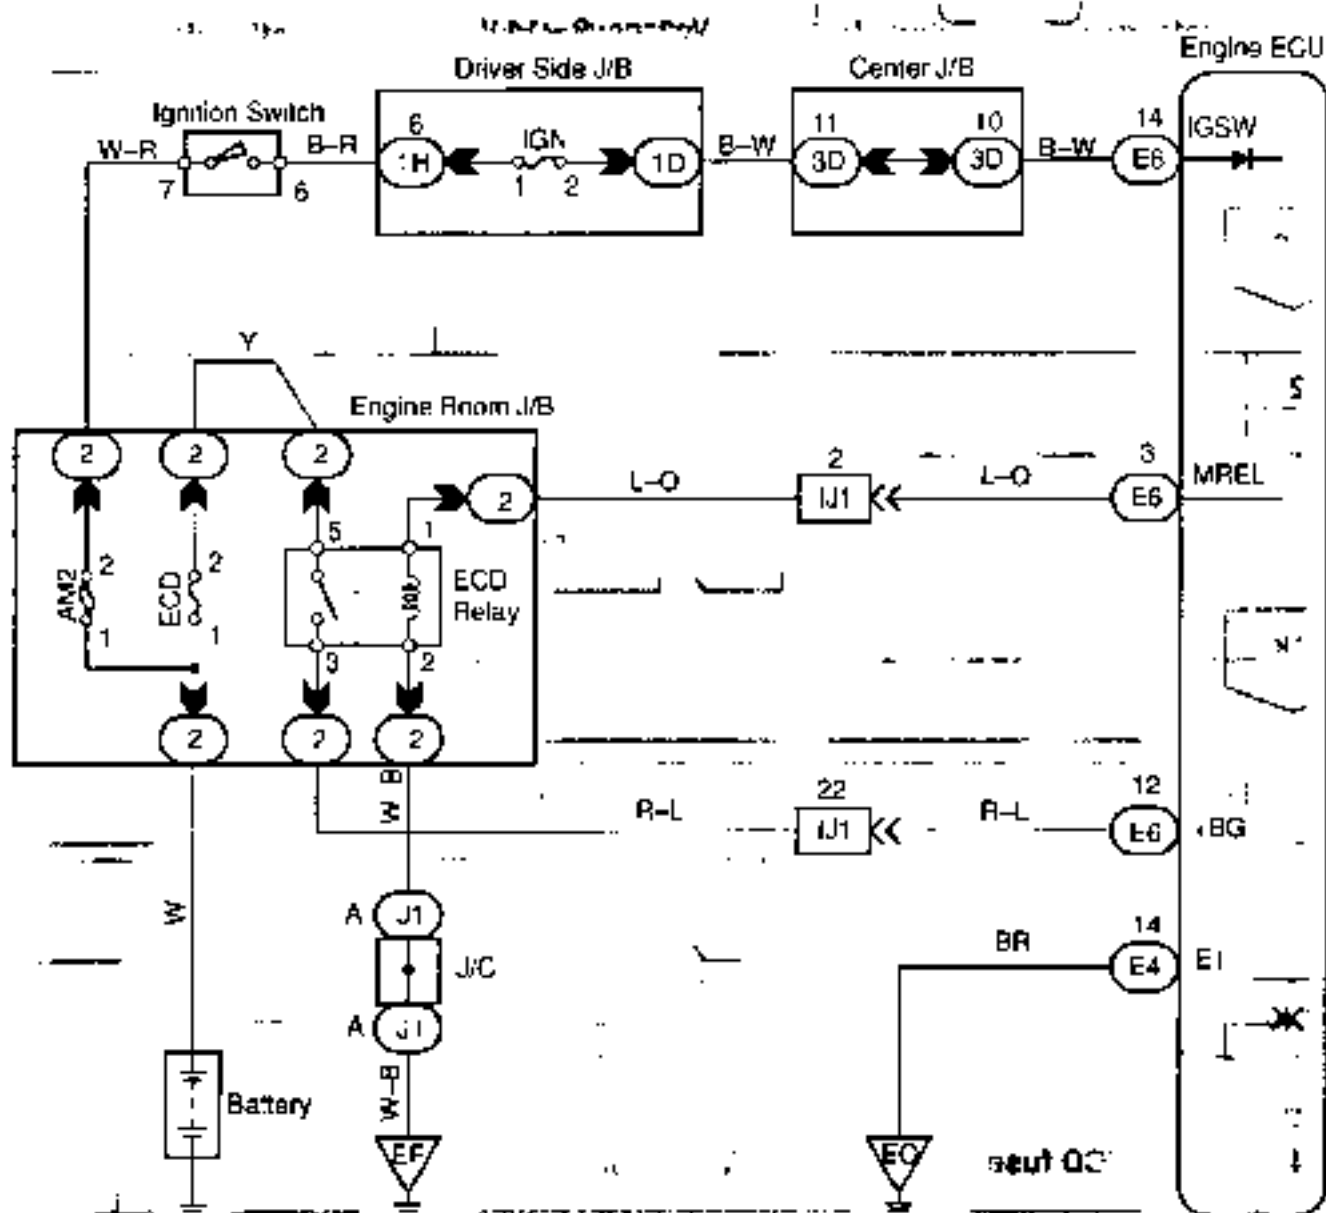 Engine ECU
Driver Side J/B
Center J/B
Ignition Switch
W-R
7
6
B-R
6
1H
IGN
1
2
1D
B-W
11
3D
10
3D
B-W
14
E6
IGSW
Y
Engine Room J/B
2
2
2
2
L-O
2
IJ1
L-O
3
E6
MREL
AM2
2
1
ECD
2
1
5
1
3
2
ECD
Relay
2
2
2
W
W-B
R-L
22
IJ1
R-L
12
E6
BG
A
J1
J/C
A
J1
W-B
EF
BR
14
E4
E1
Battery